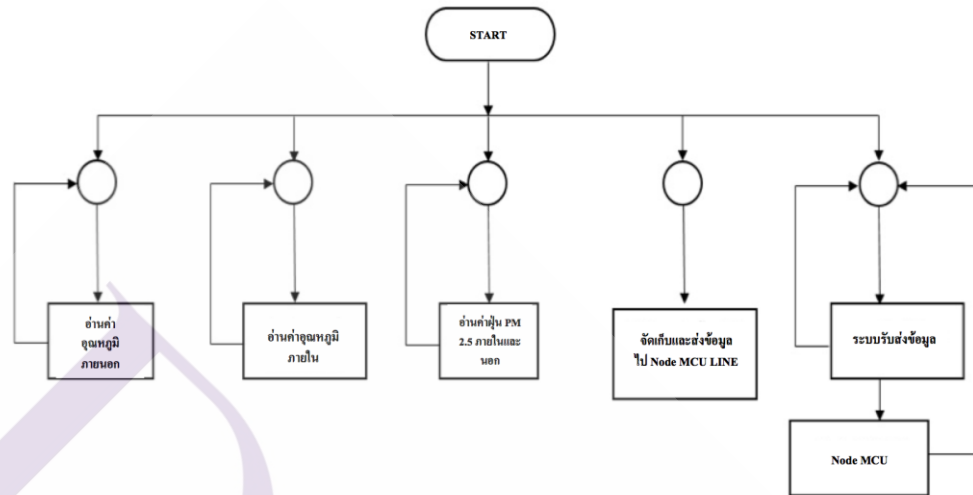 START
อ่านค่า
อุณหภูมิ
ภายนอก
อ่านค่าอุณหภูมิ
ภายใน
อ่านค่าฝุ่น PM
2.5 ภายในและ
นอก
จัดเก็บและส่งข้อมูล
ไป Node MCU LINE
ระบบรับส่งข้อมูล
Node MCU